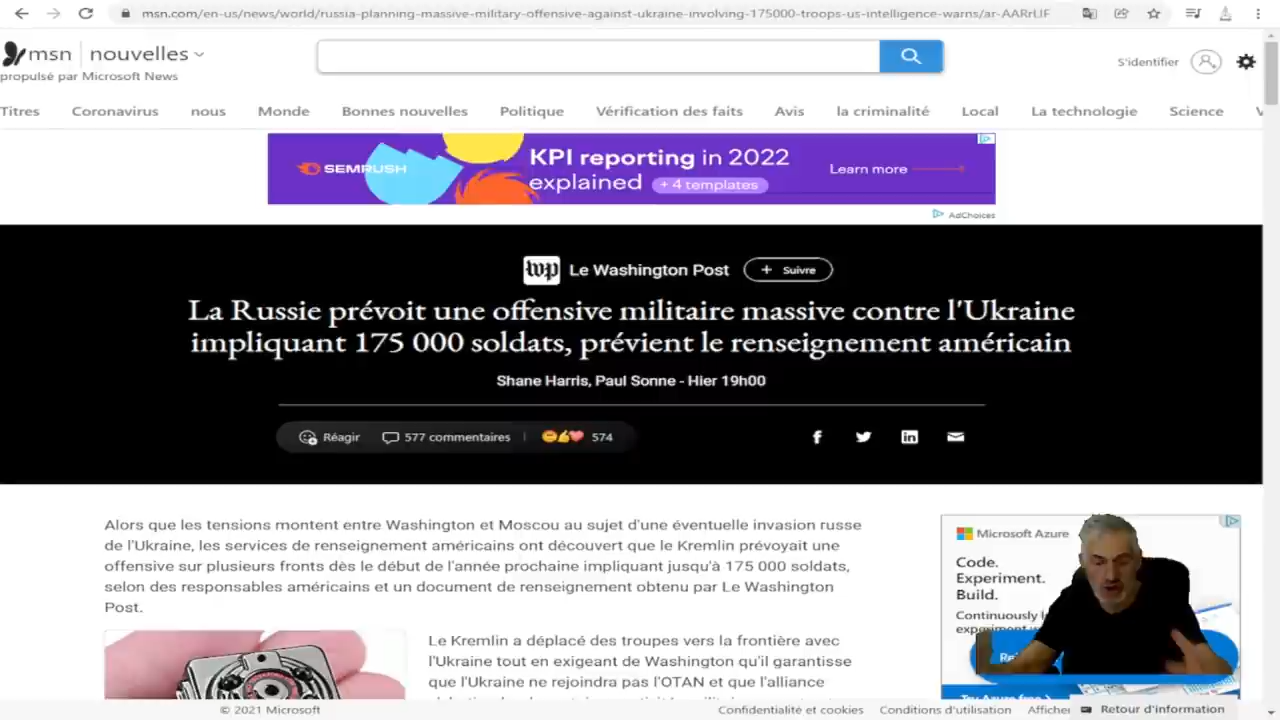 msn.com/en-us/news/world/russia-planning-massive-military-offensive-against-ukraine-involving-175000-troops-us-intelligence-warns/ar-AARrLIF
msn | nouvelles
propulsé par Microsoft News
S'identifier
Titres Coronavirus nous Monde Bonnes nouvelles Politique Vérification des faits Avis la criminalité Local La technologie Science
SEMRUSH
KPI reporting in 2022
explained + 4 templates
Learn more
AdChoices
wp Le Washington Post + Suivre
La Russie prévoit une offensive militaire massive contre l'Ukraine
impliquant 175 000 soldats, prévient le renseignement américain
Shane Harris, Paul Sonne - Hier 19h00
Réagir 577 commentaires 574
Alors que les tensions montent entre Washington et Moscou au sujet d'une éventuelle invasion russe
de l'Ukraine, les services de renseignement américains ont découvert que le Kremlin prévoyait une
offensive sur plusieurs fronts dès le début de l'année prochaine impliquant jusqu'à 175 000 soldats,
selon des responsables américains et un document de renseignement obtenu par Le Washington
Post.
Le Kremlin a déplacé des troupes vers la frontière avec
l'Ukraine tout en exigeant de Washington qu'il garantisse
que l'Ukraine ne rejoindra pas l'OTAN et que l'alliance
Microsoft Azure
Code.
Experiment.
Build.
Continuously
Try Azure free >
© 2021 Microsoft
Confidentialité et cookies Conditions d'utilisation Afficher Retour d'information